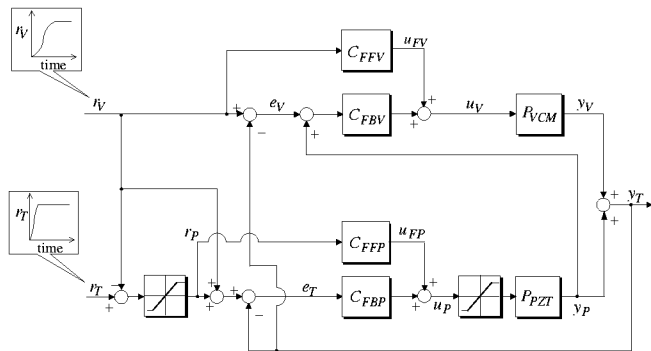 r_V
time
C_FFV
u_FV
r_V
+
−
e_V
+
C_FBV
+
+
u_V
P_VCM
y_V
+
+
y_T
r_T
time
r_P
C_FFP
u_FP
r_T
−
+
+
+
+
−
e_T
C_FBP
+
+
u_P
P_PZT
y_P